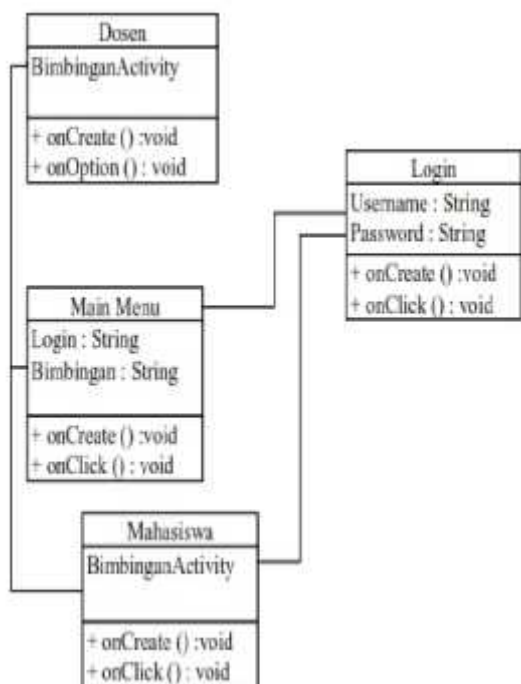 Dosen
BimbinganActivity
+ onCreate () :void
+ onOption () : void
Login
Username : String
Password : String
+ onCreate () :void
+ onClick () : void
Main Menu
Login : String
Bimbingan : String
+ onCreate () :void
+ onClick () : void
Mahasiswa
BimbinganActivity
+ onCreate () :void
+ onClick () : void